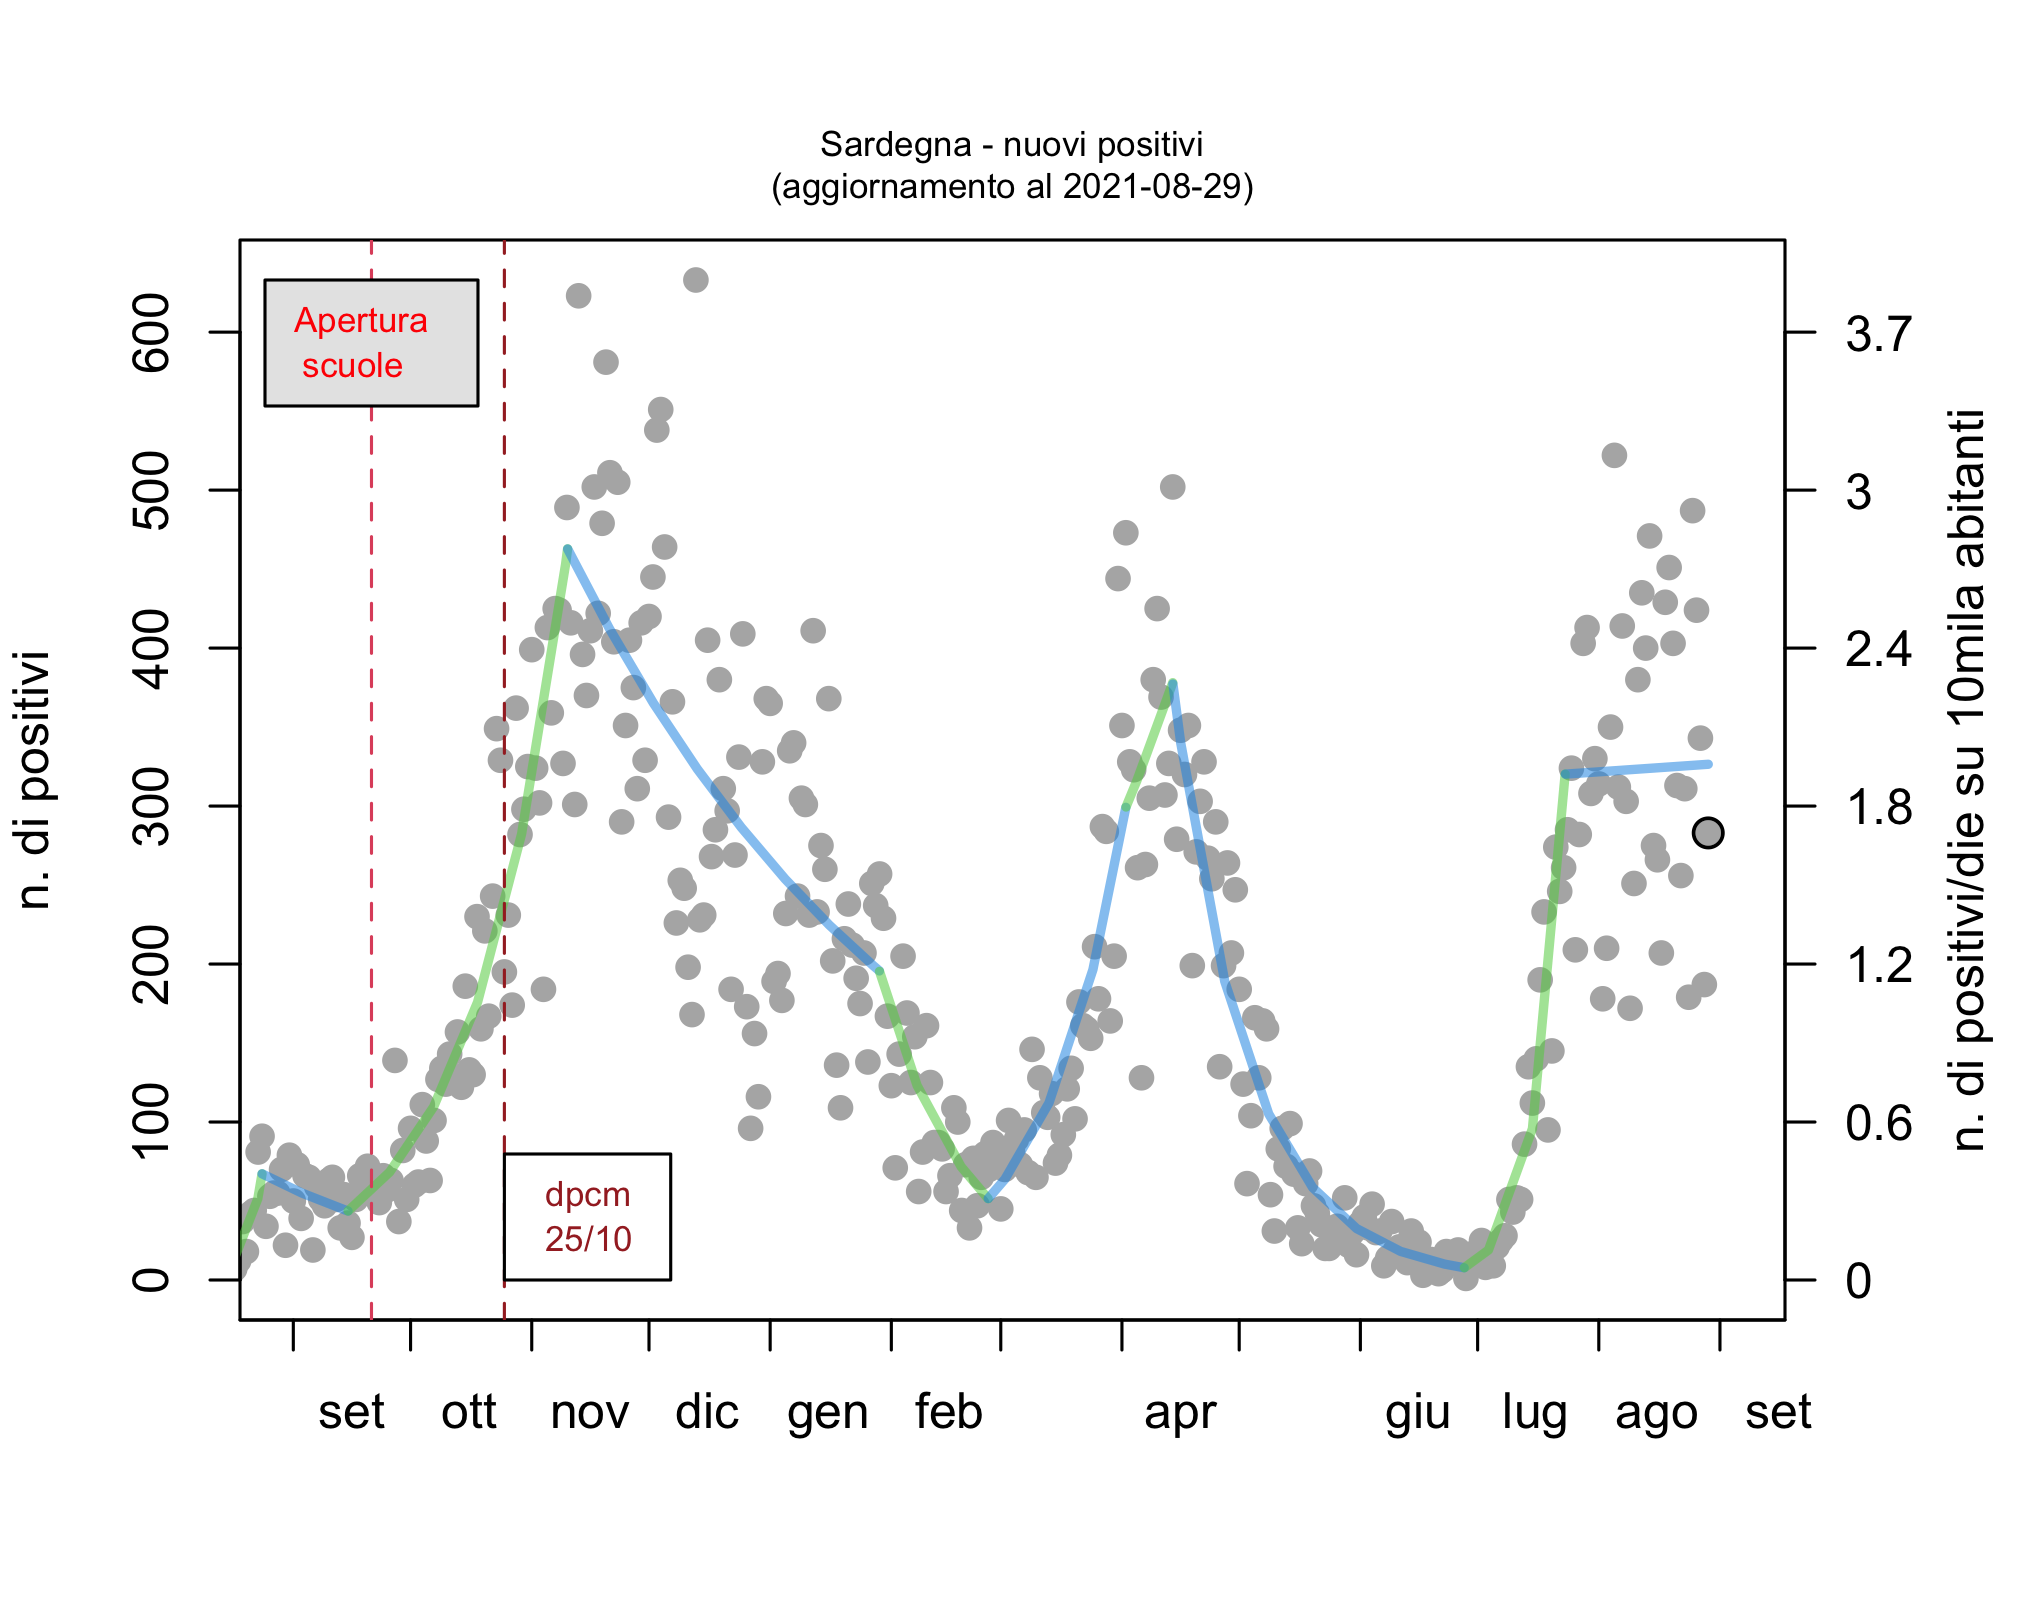 Sardegna - nuovi positivi
(aggiornamento al 2021-08-29)
n. di positivi
600
500
400
300
200
100
0
Apertura
scuole
dpcm
25/10
3.7
3
2.4
1.8
1.2
0.6
0
n. di positivi/die su 10mila abitanti
set ott nov dic gen feb apr giu lug ago set